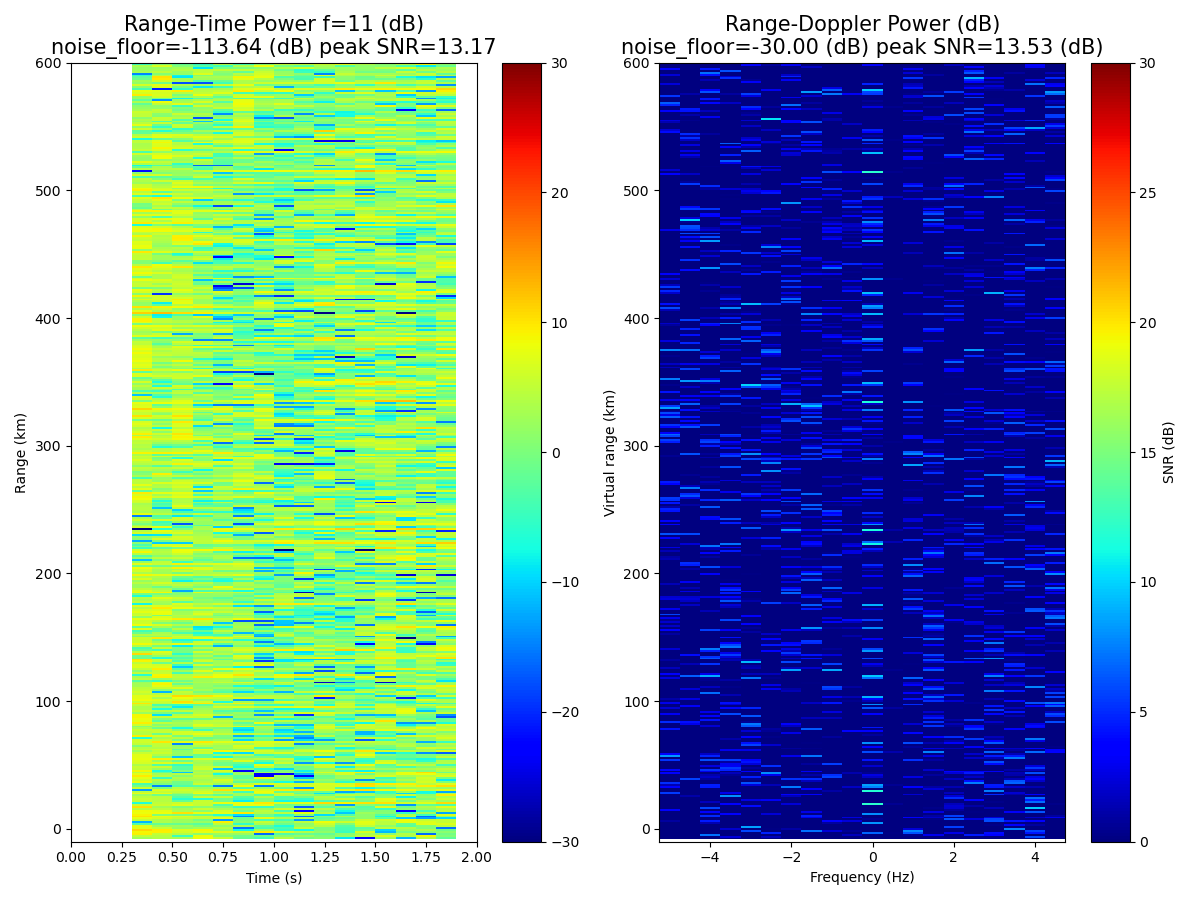 Range-Time Power f=11 (dB)
noise_floor=-113.64 (dB) peak SNR=13.17
Range-Doppler Power (dB)
noise_floor=-30.00 (dB) peak SNR=13.53 (dB)
600
500
400
300
200
100
0
Range (km)
0.00 0.25 0.50 0.75 1.00 1.25 1.50 1.75 2.00
Time (s)
30
20
10
0
−10
−20
−30
600
500
400
300
200
100
0
Virtual range (km)
−4 −2 0 2 4
Frequency (Hz)
30
25
20
15
10
5
0
SNR (dB)